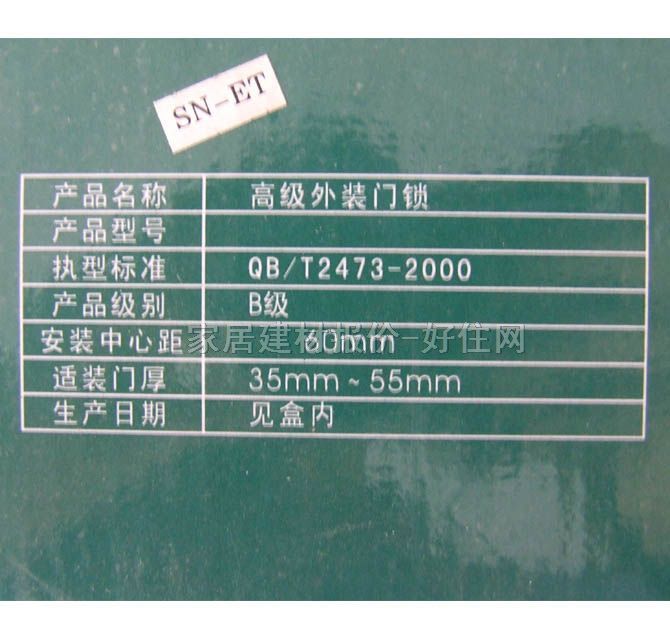 SN-ET
产品名称 高级外装门锁
产品型号
执型标准 QB/T2473-2000
产品级别 B级
安装中心距 60mm
家居建材报价-好住网
适装门厚 35mm~55mm
生产日期 见盒内